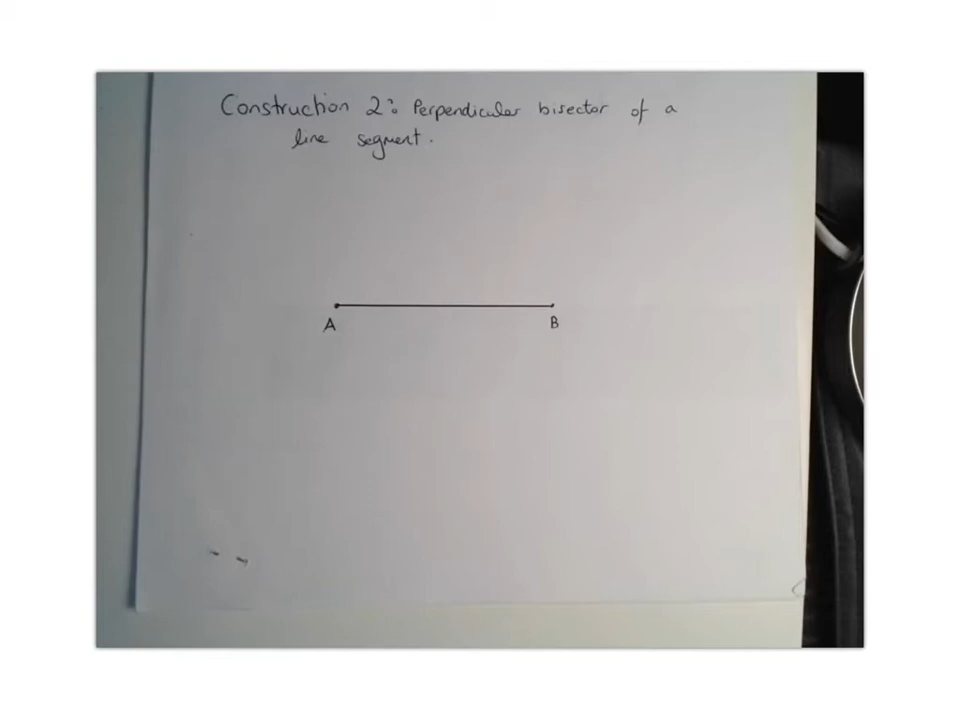 Construction 2: Perpendicular bisector of a
line segment.
A B